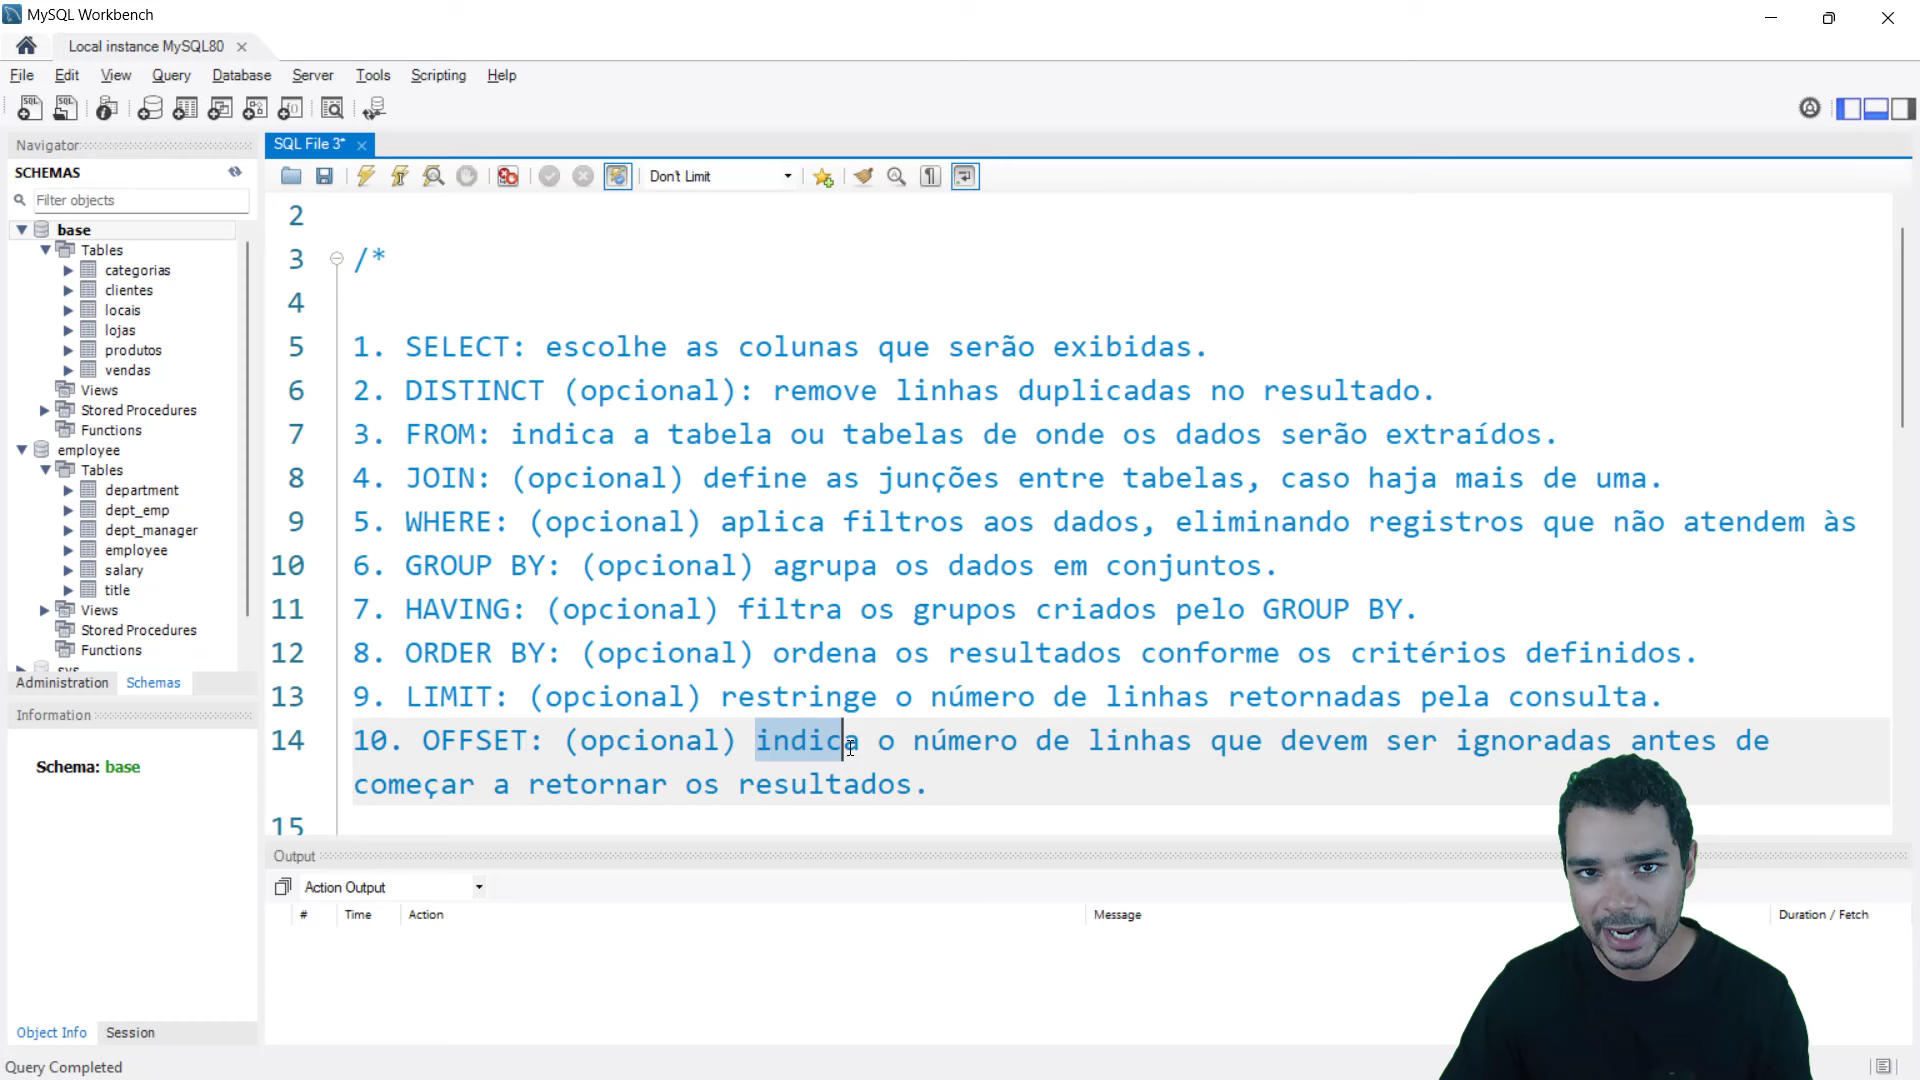 MySQL Workbench
Local instance MySQL80
File Edit View Query Database Server Tools Scripting Help
Navigator
SCHEMAS
Filter objects
base
Tables
categorias
clientes
locais
lojas
produtos
vendas
Views
Stored Procedures
Functions
employee
Tables
department
dept_emp
dept_manager
employee
salary
title
Views
Stored Procedures
Functions
sys
Administration Schemas
Information
Schema: base
Object Info Session
Query Completed
SQL File 3*
Don't Limit
2
3 /*
4
5 1. SELECT: escolhe as colunas que serão exibidas.
6 2. DISTINCT (opcional): remove linhas duplicadas no resultado.
7 3. FROM: indica a tabela ou tabelas de onde os dados serão extraídos.
8 4. JOIN: (opcional) define as junções entre tabelas, caso haja mais de uma.
9 5. WHERE: (opcional) aplica filtros aos dados, eliminando registros que não atendem às
10 6. GROUP BY: (opcional) agrupa os dados em conjuntos.
11 7. HAVING: (opcional) filtra os grupos criados pelo GROUP BY.
12 8. ORDER BY: (opcional) ordena os resultados conforme os critérios definidos.
13 9. LIMIT: (opcional) restringe o número de linhas retornadas pela consulta.
14 10. OFFSET: (opcional) indica o número de linhas que devem ser ignoradas antes de
começar a retornar os resultados.
15
Output
Action Output
# Time Action Message Duration / Fetch